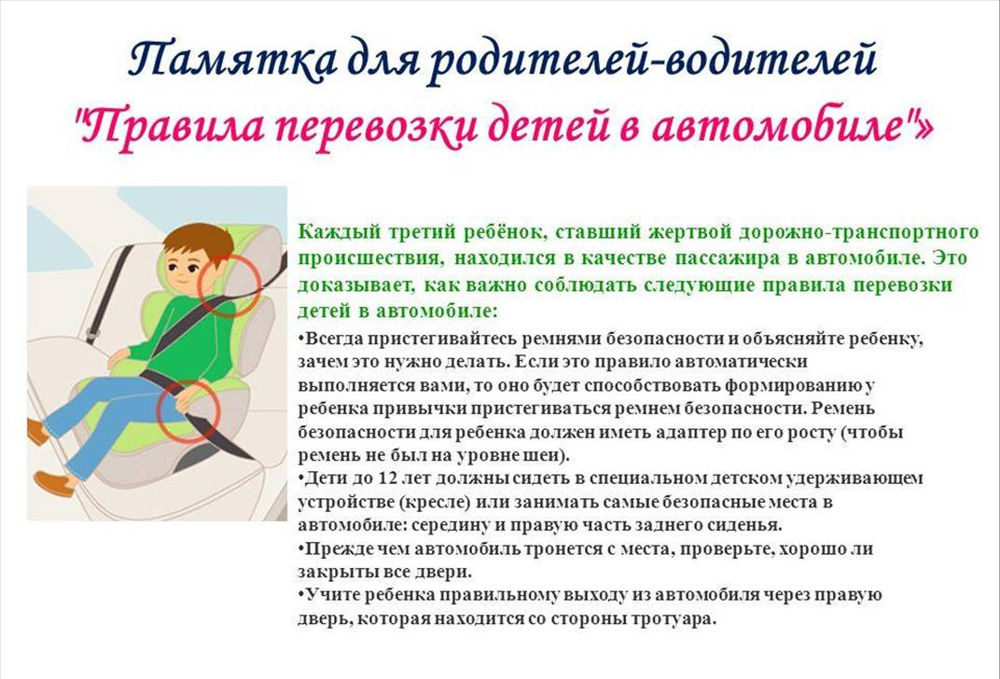 Памятка для родителей-водителей
"Правила перевозки детей в автомобиле"»
Каждый третий ребёнок, ставший жертвой дорожно-транспортного
происшествия, находился в качестве пассажира в автомобиле. Это
доказывает, как важно соблюдать следующие правила перевозки
детей в автомобиле:
•Всегда пристегивайтесь ремнями безопасности и объясняйте ребенку,
зачем это нужно делать. Если это правило автоматически
выполняется вами, то оно будет способствовать формированию у
ребенка привычки пристегиваться ремнем безопасности. Ремень
безопасности для ребенка должен иметь адаптер по его росту (чтобы
ремень не был на уровне шеи).
•Дети до 12 лет должны сидеть в специальном детском удерживающем
устройстве (кресле) или занимать самые безопасные места в
автомобиле: середину и правую часть заднего сиденья.
•Прежде чем автомобиль тронется с места, проверьте, хорошо ли
закрыты все двери.
•Учите ребенка правильному выходу из автомобиля через правую
дверь, которая находится со стороны тротуара.